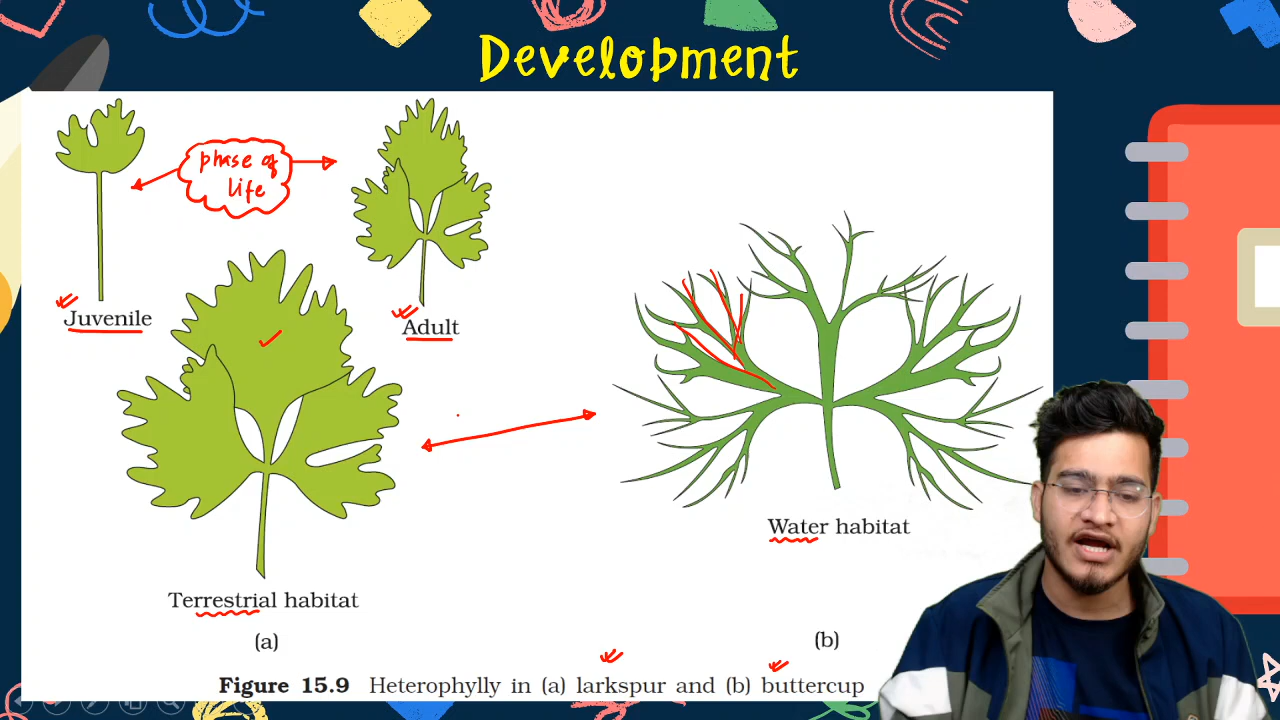 Development
phase of
life
Juvenile
Adult
Water habitat
Terrestrial habitat
(a)
(b)
Figure 15.9 Heterophylly in (a) larkspur and (b) buttercup